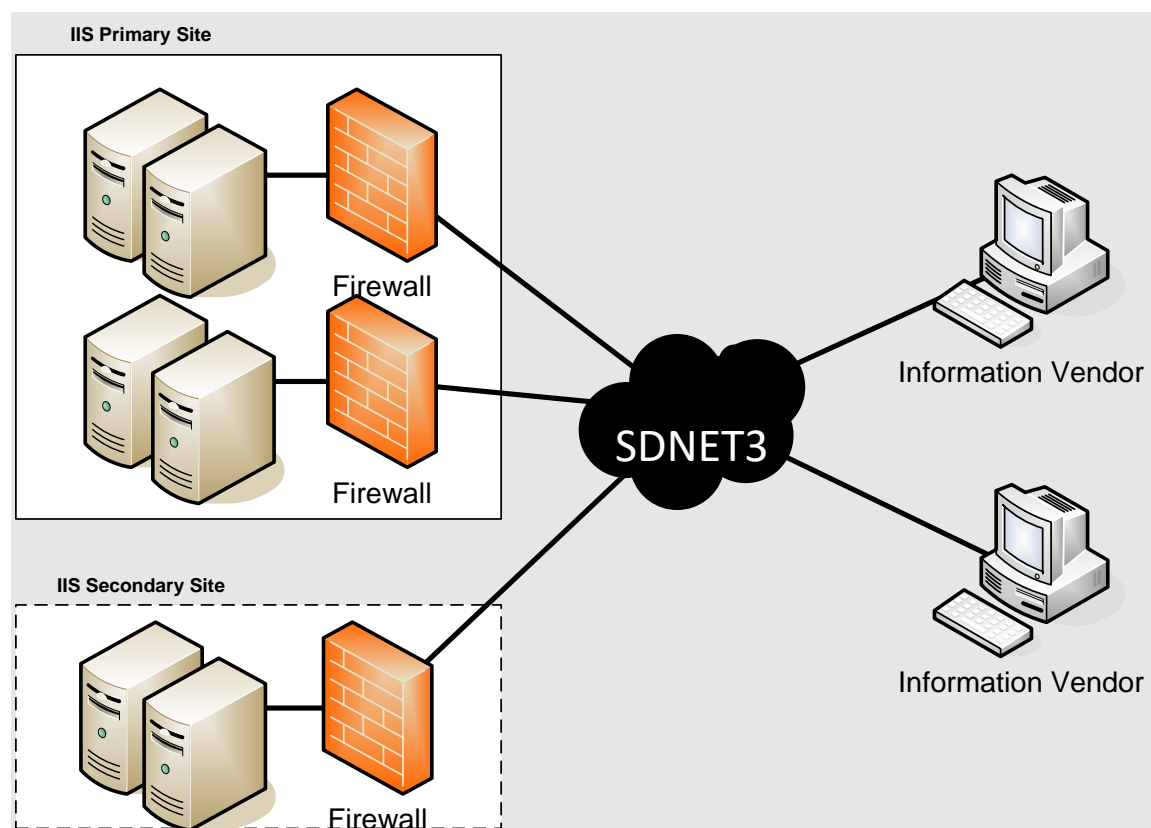 IIS Primary Site
Firewall
Firewall
IIS Secondary Site
Firewall
SDNET3
Information Vendor
Information Vendor